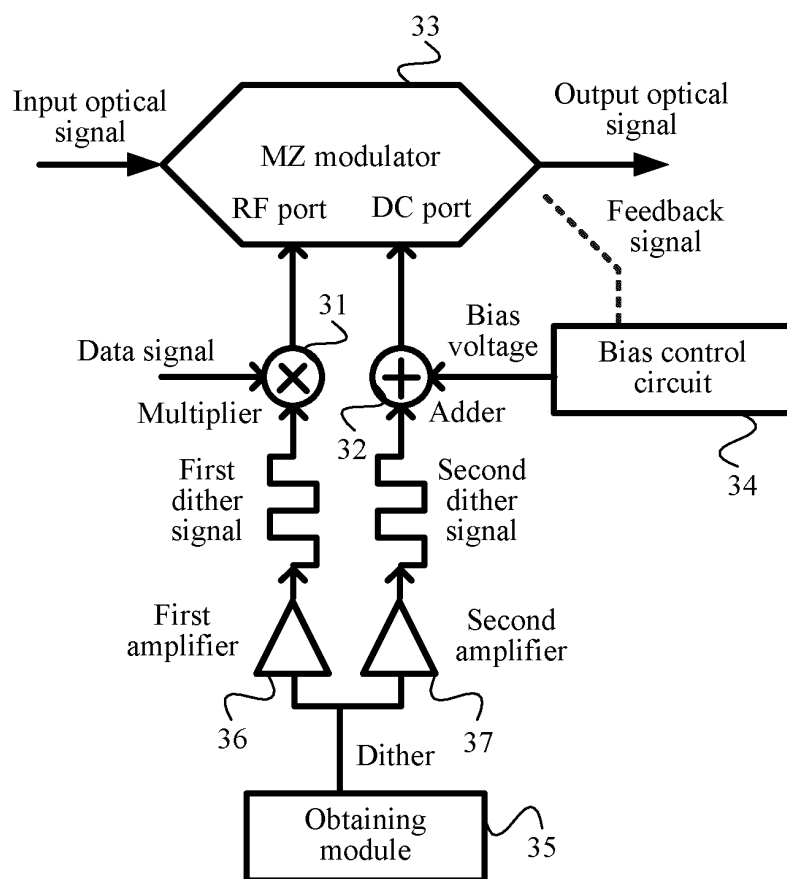 33
Input optical
signal
Output optical
signal
MZ modulator
RF port
DC port
Feedback
signal
31
Data signal
Multiplier
Bias
voltage
Bias control
circuit
32
Adder
34
First
dither
signal
Second
dither
signal
First
amplifier
Second
amplifier
36
37
Dither
Obtaining
module
35